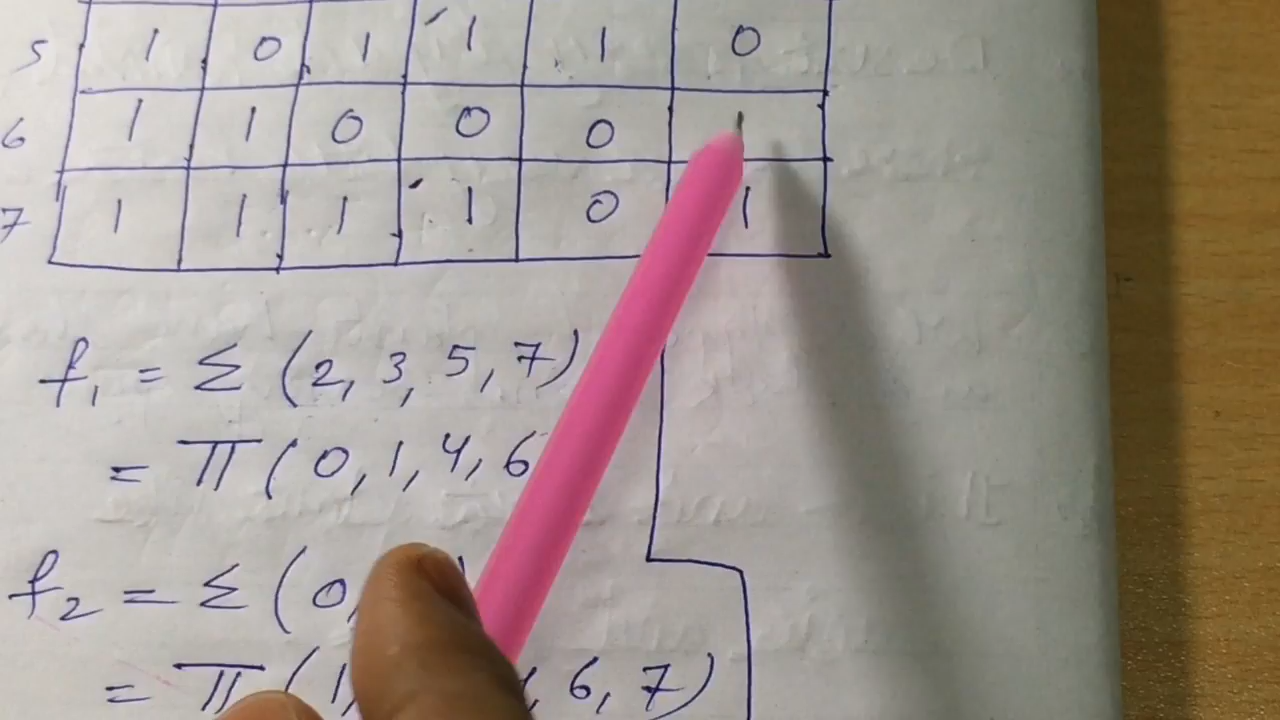 5 1 0 1 1 1 0
6 1 1 0 0 0 1
7 1 1 1 1 0 1
f₁ = Σ (2, 3, 5, 7)
= π (0, 1, 4, 6
f₂ = Σ (0,
= π (1, 6, 7)